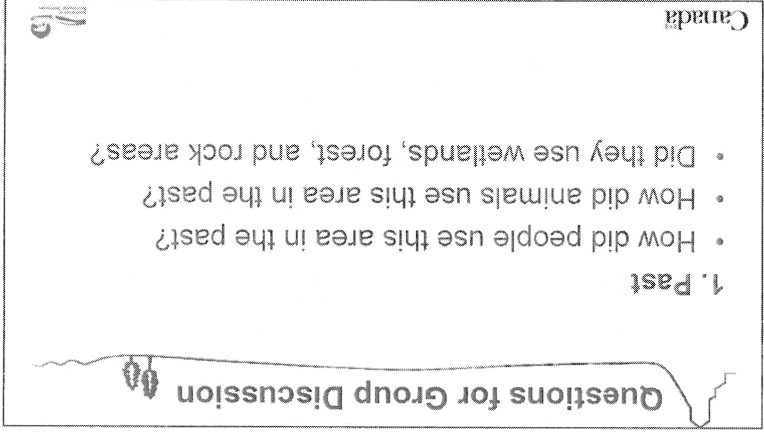 Questions for Group Discussion
1. Past
• How did people use this area in the past?
• How did animals use this area in the past?
• Did they use wetlands, forest, and rock areas?
Canada